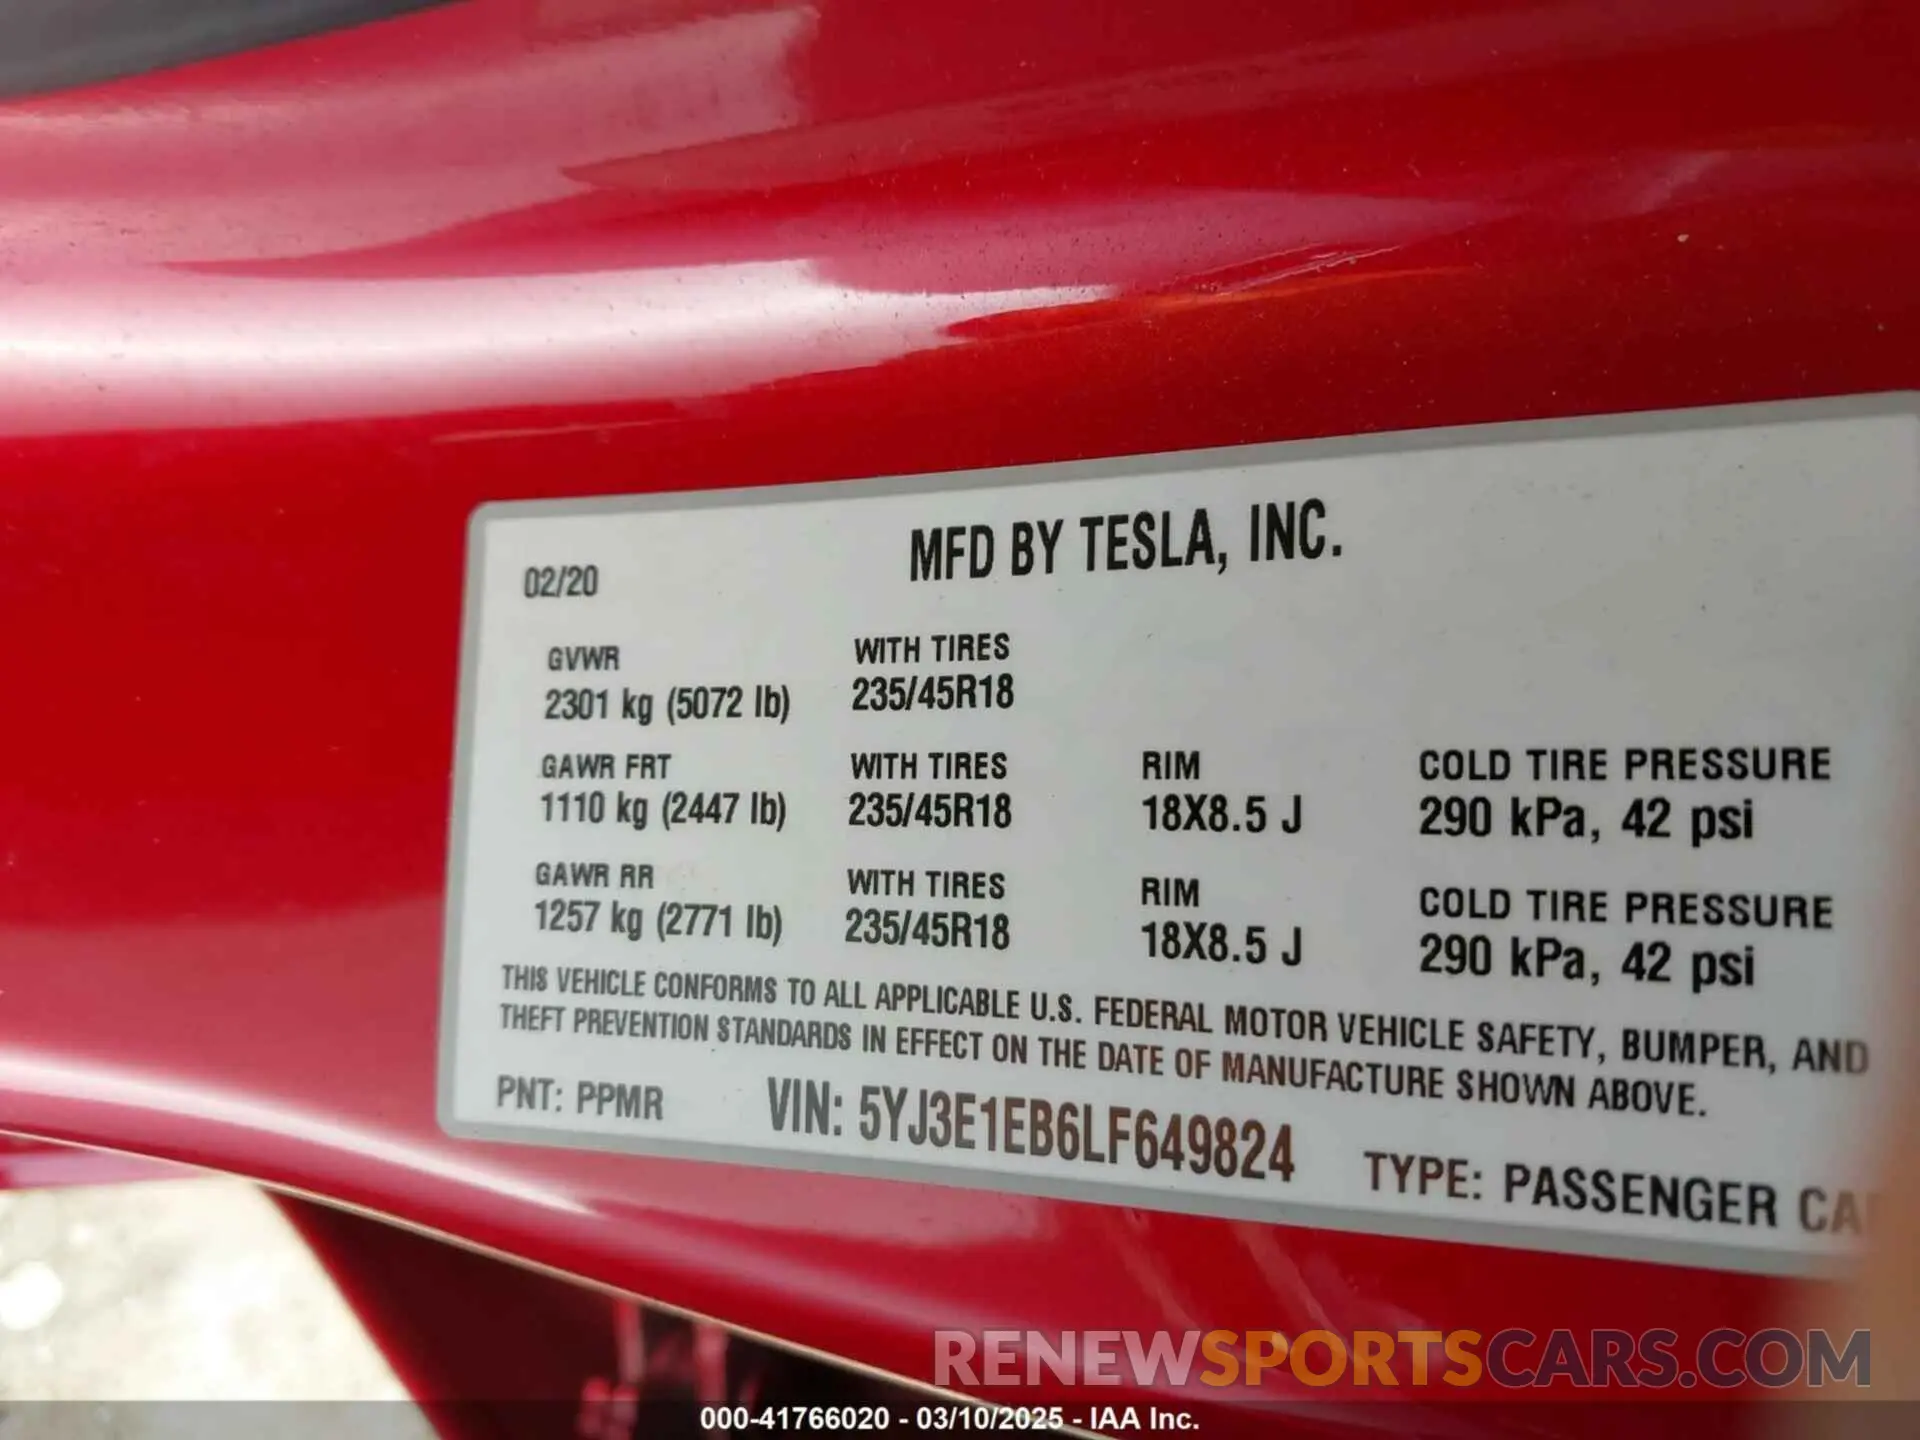 MFD BY TESLA, INC.
02/20
GVWR WITH TIRES
2301 kg (5072 lb) 235/45R18
GAWR FRT WITH TIRES RIM COLD TIRE PRESSURE
1110 kg (2447 lb) 235/45R18 18X8.5 J 290 kPa, 42 psi
GAWR RR WITH TIRES RIM COLD TIRE PRESSURE
1257 kg (2771 lb) 235/45R18 18X8.5 J 290 kPa, 42 psi
THIS VEHICLE CONFORMS TO ALL APPLICABLE U.S. FEDERAL MOTOR VEHICLE SAFETY, BUMPER, AND
THEFT PREVENTION STANDARDS IN EFFECT ON THE DATE OF MANUFACTURE SHOWN ABOVE.
PNT: PPMR VIN: 5YJ3E1EB6LF649824 TYPE: PASSENGER
RENEWSPORTSCARS.COM
000-41766020 - 03/10/2025 - IAA Inc.